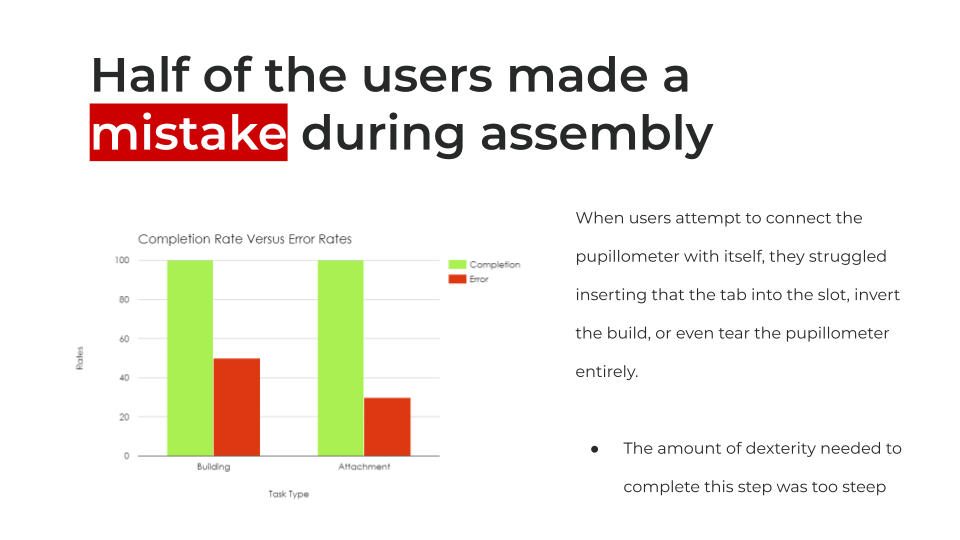 Half of the users made a
mistake during assembly
Completion Rate Versus Error Rates
100
80
60
40
20
0
Rates
Building
Attachment
Task Type
Completion
Error
When users attempt to connect the
pupillometer with itself, they struggled
inserting that the tab into the slot, invert
the build, or even tear the pupillometer
entirely.
● The amount of dexterity needed to
complete this step was too steep